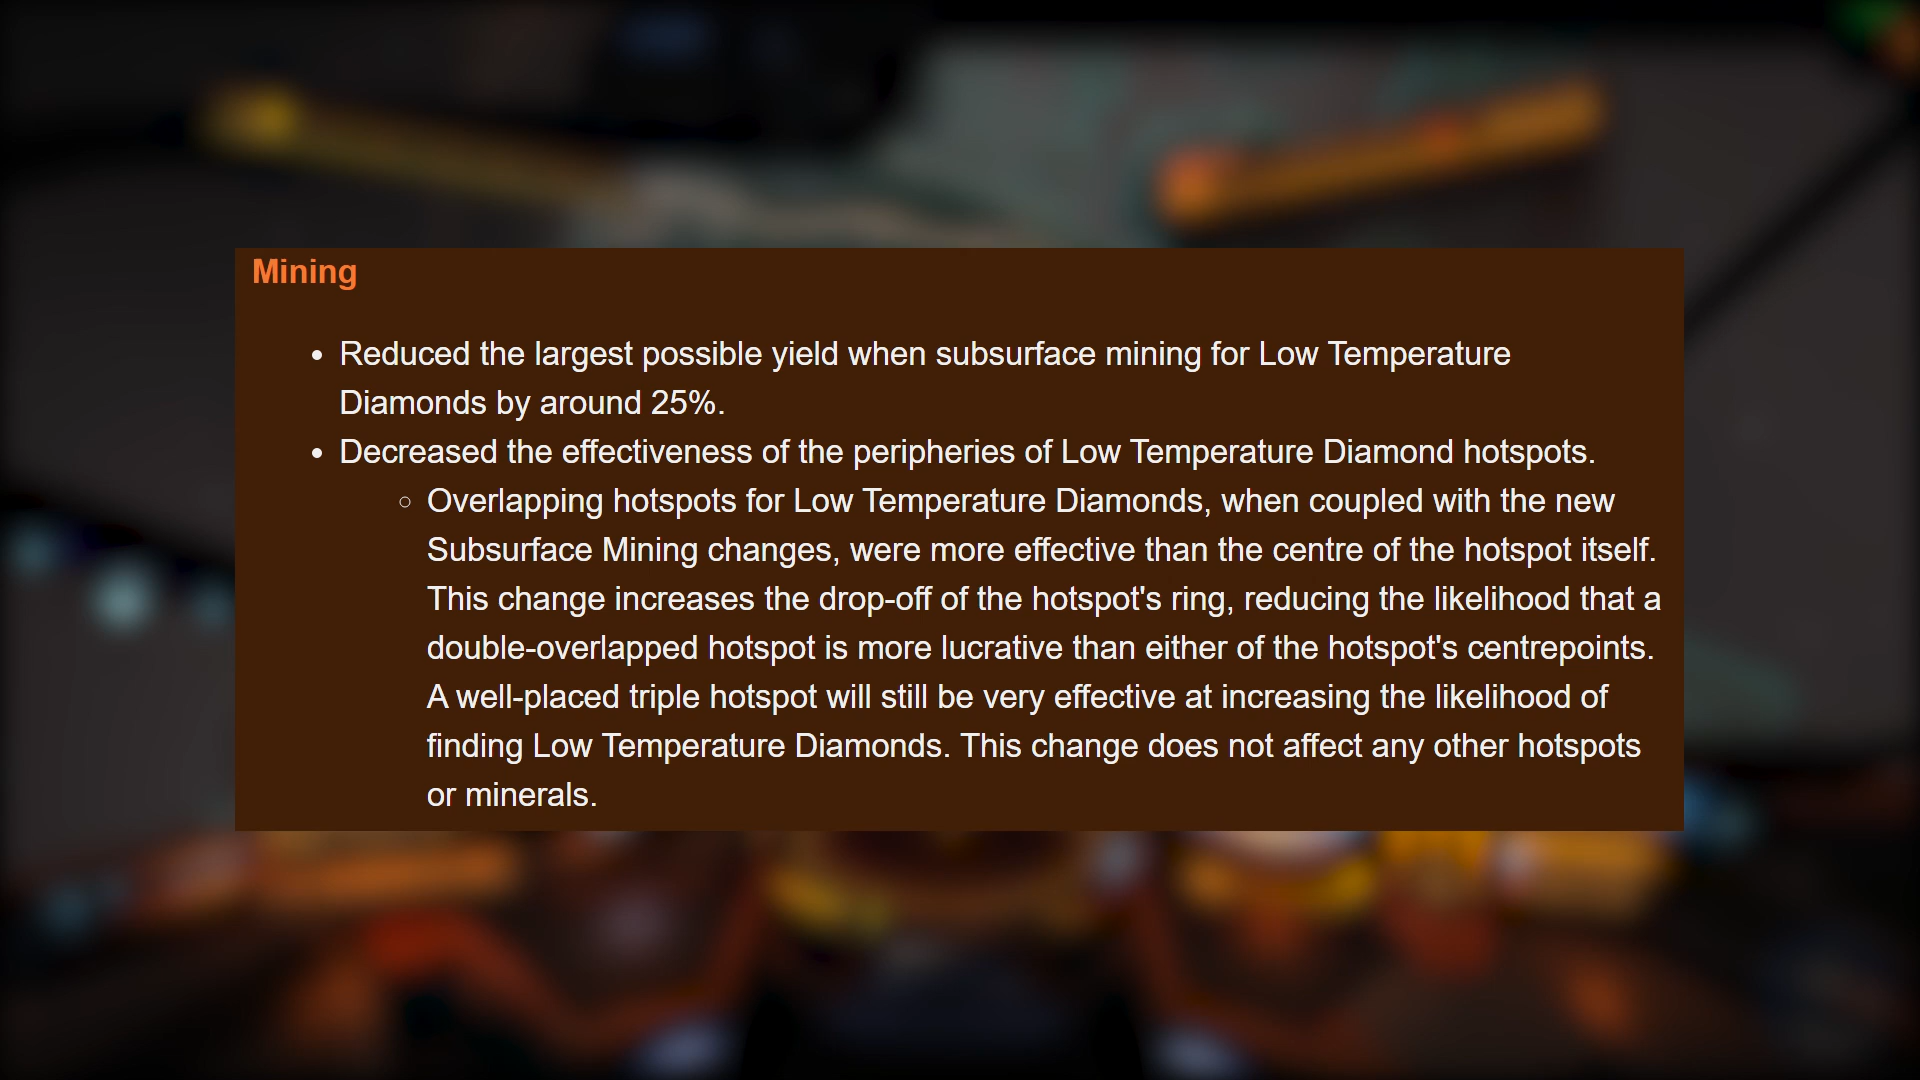 Mining
• Reduced the largest possible yield when subsurface mining for Low Temperature
Diamonds by around 25%.
• Decreased the effectiveness of the peripheries of Low Temperature Diamond hotspots.
○ Overlapping hotspots for Low Temperature Diamonds, when coupled with the new
Subsurface Mining changes, were more effective than the centre of the hotspot itself.
This change increases the drop-off of the hotspot's ring, reducing the likelihood that a
double-overlapped hotspot is more lucrative than either of the hotspot's centrepoints.
A well-placed triple hotspot will still be very effective at increasing the likelihood of
finding Low Temperature Diamonds. This change does not affect any other hotspots
or minerals.